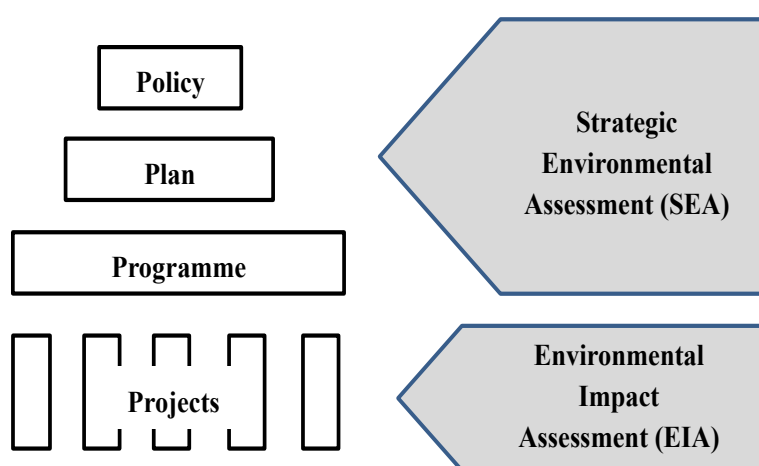 Policy
Plan
Programme
Projects
Strategic
Environmental
Assessment (SEA)
Environmental
Impact
Assessment (EIA)